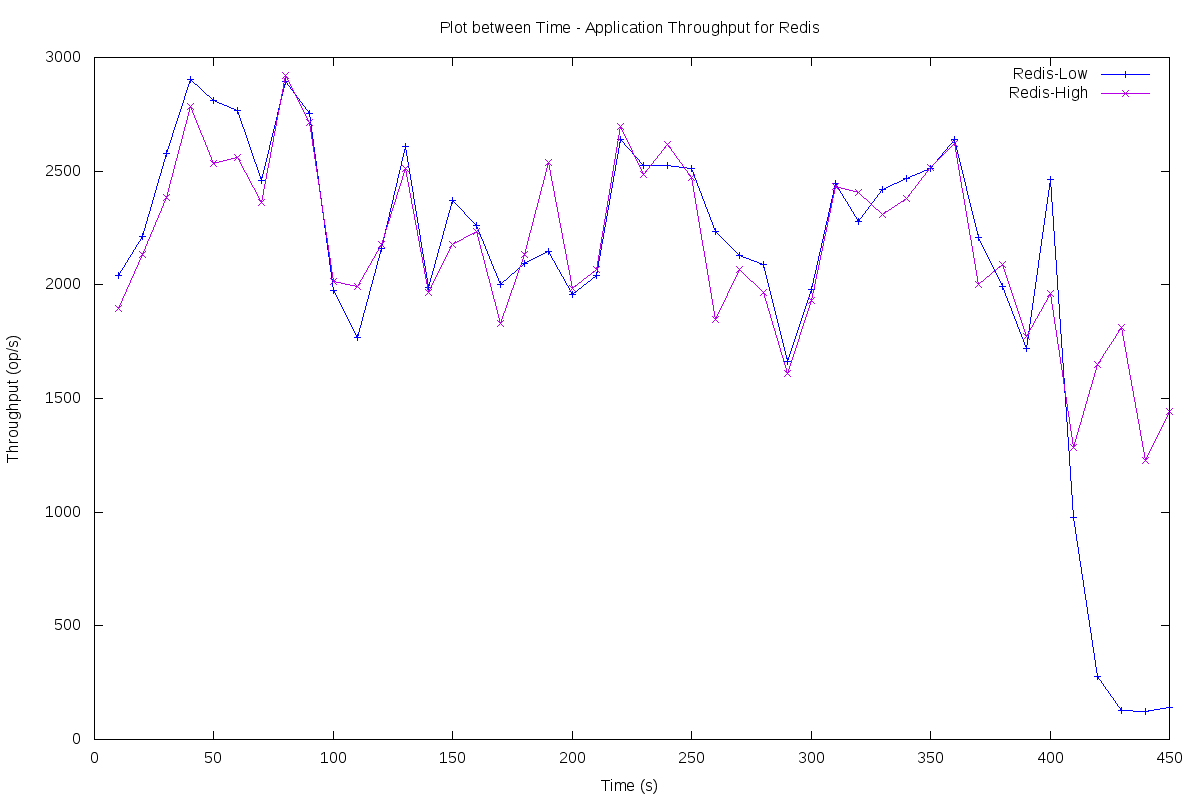 Plot between Time - Application Throughput for Redis
Redis-Low
Redis-High
3000
2500
2000
1500
1000
500
0
Throughput (op/s)
0 50 100 150 200 250 300 350 400 450
Time (s)